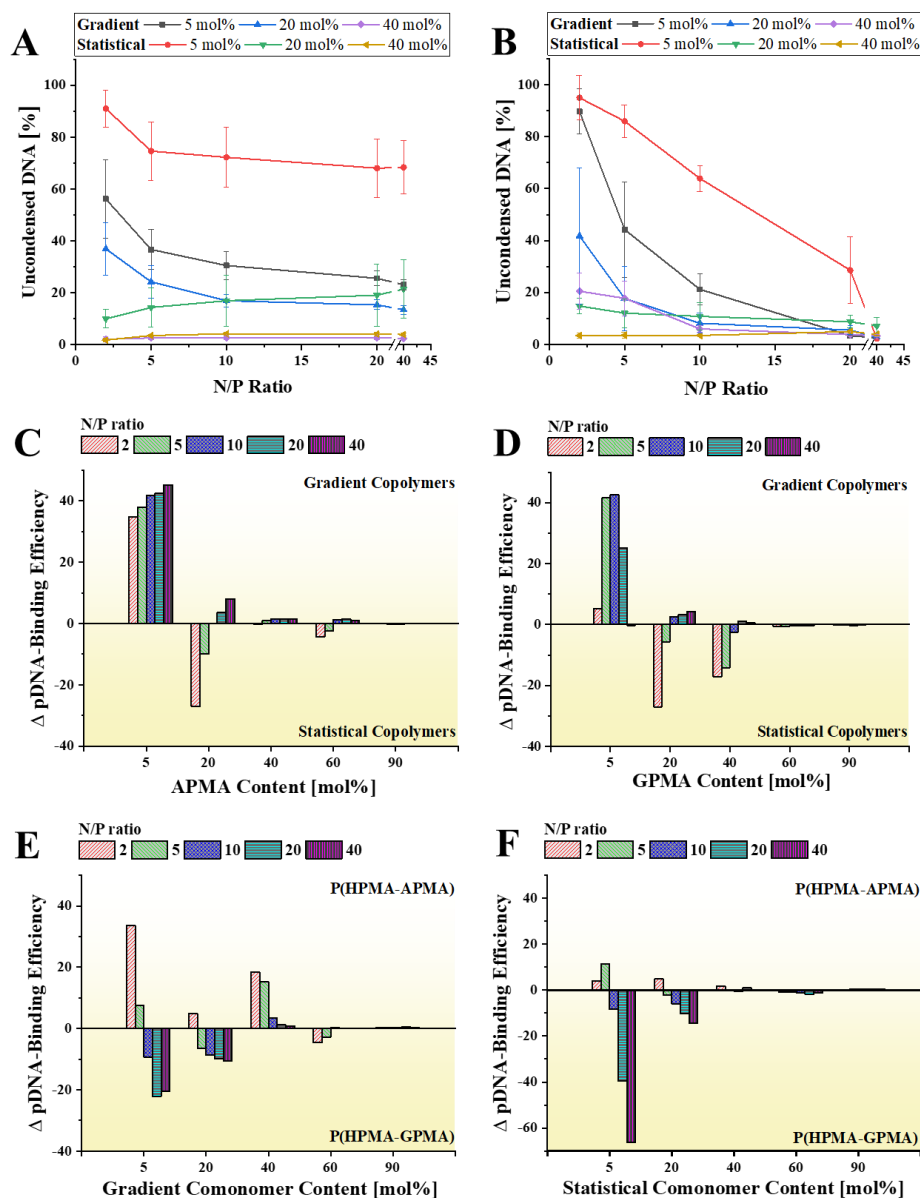 A
Gradient 5 mol% 20 mol% 40 mol%
Statistical 5 mol% 20 mol% 40 mol%
Uncondensed DNA [%]
100
80
60
40
20
0
0 5 10 20 40 45
N/P Ratio
B
Gradient 5 mol% 20 mol% 40 mol%
Statistical 5 mol% 20 mol% 40 mol%
Uncondensed DNA [%]
100
80
60
40
20
0
0 5 10 20 40 45
N/P Ratio
C
N/P ratio
2 5 10 20 40
Gradient Copolymers
Δ pDNA-Binding Efficiency
40
20
0
-20
-40
Statistical Copolymers
5 20 40 60 90
APMA Content [mol%]
D
N/P ratio
2 5 10 20 40
Gradient Copolymers
Δ pDNA-Binding Efficiency
40
20
0
-20
-40
Statistical Copolymers
5 20 40 60 90
GPMA Content [mol%]
E
N/P ratio
2 5 10 20 40
P(HPMA-APMA)
Δ pDNA-Binding Efficiency
40
20
0
-20
-40
P(HPMA-GPMA)
5 20 40 60 90
Gradient Comonomer Content [mol%]
F
N/P ratio
2 5 10 20 40
P(HPMA-APMA)
Δ pDNA-Binding Efficiency
40
20
0
-20
-40
-60
P(HPMA-GPMA)
5 20 40 60 90
Statistical Comonomer Content [mol%]